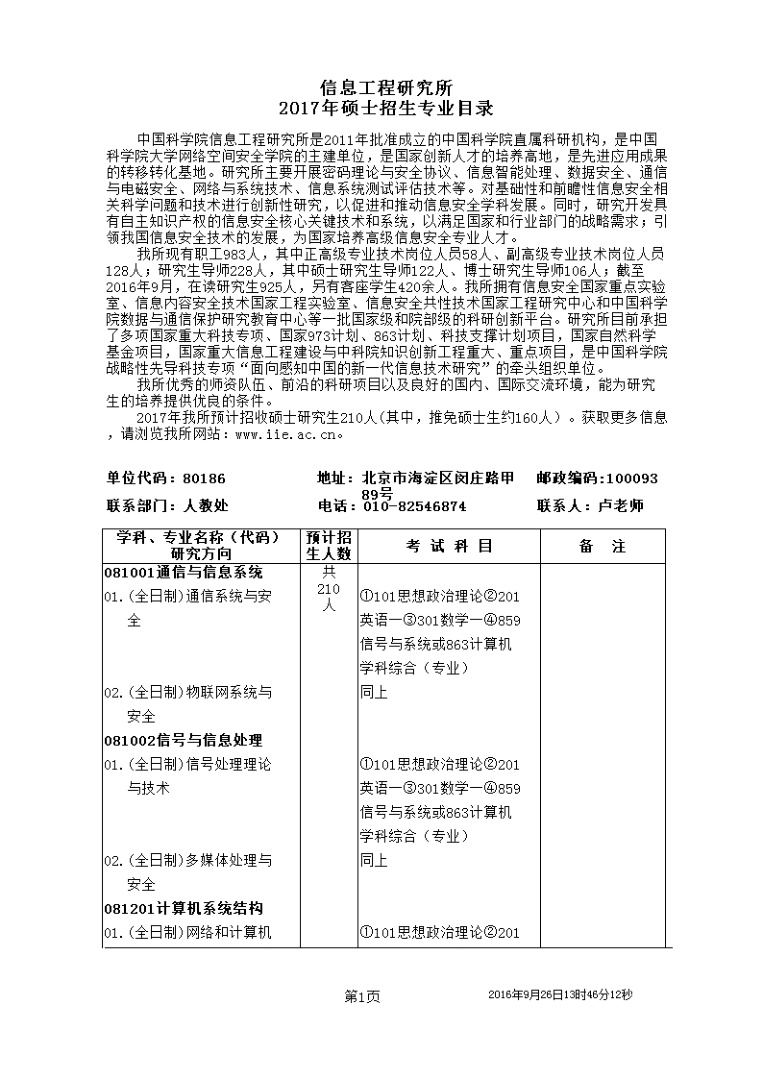 信息工程研究所
2017年硕士招生专业目录
中国科学院信息工程研究所是2011年批准成立的中国科学院直属科研机构，是中国
科学院大学网络空间安全学院的主建单位，是国家创新人才的培养高地，是先进应用成果
的转移转化基地。研究所主要开展密码理论与安全协议、信息智能处理、数据安全、通信
与电磁安全、网络与系统技术、信息系统测试评估技术等。对基础性和前瞻性信息安全相
关科学问题和技术进行创新性研究，以促进和推动信息安全学科发展。同时，研究开发具
有自主知识产权的信息安全核心关键技术和系统，以满足国家和行业部门的战略需求；引
领我国信息安全技术的发展，为国家培养高级信息安全专业人才。
我所现有职工983人，其中正高级专业技术岗位人员58人、副高级专业技术岗位人员
128人；研究生导师228人，其中硕士研究生导师122人、博士研究生导师106人；截至
2016年9月，在读研究生925人，另有客座学生420余人。我所拥有信息安全国家重点实验
室、信息内容安全技术国家工程实验室、信息安全共性技术国家工程研究中心和中国科学
院数据与通信保护研究教育中心等一批国家级和院部级的科研创新平台。研究所目前承担
了多项国家重大科技专项、国家973计划、863计划、科技支撑计划项目，国家自然科学
基金项目，国家重大信息工程建设与中科院知识创新工程重大、重点项目，是中国科学院
战略性先导科技专项“面向感知中国的新一代信息技术研究”的牵头组织单位。
我所优秀的师资队伍、前沿的科研项目以及良好的国内、国际交流环境，能为研究
生的培养提供优良的条件。
2017年我所预计招收硕士研究生210人(其中，推免硕士生约160人）。获取更多信息
，请浏览我所网站：www.iie.ac.cn。
单位代码：80186 地址：北京市海淀区闵庄路甲 邮政编码:100093
89号
联系部门：人教处 电话：010-82546874 联系人：卢老师
学科、专业名称（代码） 预计招 考 试 科 目 备 注
研究方向 生人数
081001通信与信息系统 共
210
01.(全日制)通信系统与安 ①101思想政治理论②201
人
全 英语一③301数学一④859
信号与系统或863计算机
学科综合（专业）
02.(全日制)物联网系统与 同上
安全
081002信号与信息处理
01.(全日制)信号处理理论 ①101思想政治理论②201
与技术 英语一③301数学一④859
信号与系统或863计算机
学科综合（专业）
02.(全日制)多媒体处理与 同上
安全
081201计算机系统结构
01.(全日制)网络和计算机 ①101思想政治理论②201
第1页 2016年9月26日13时46分12秒